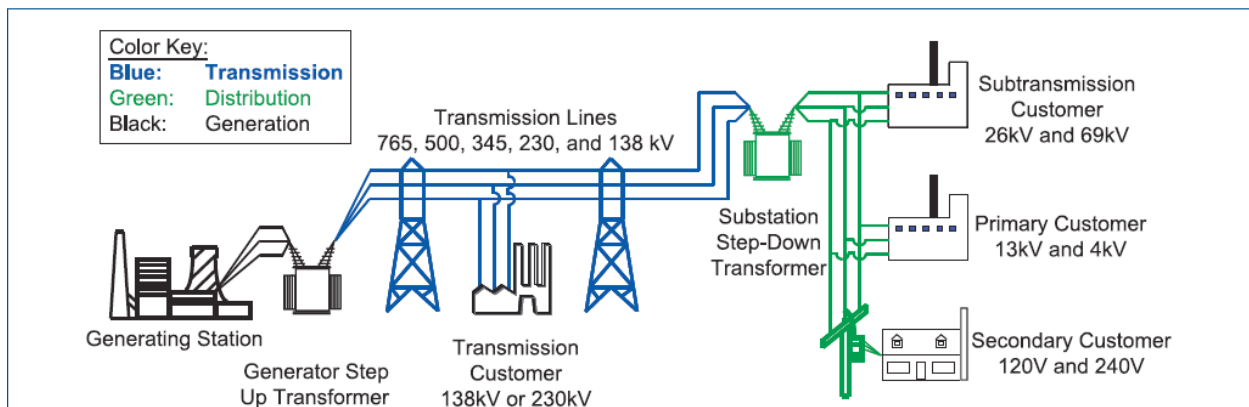 Color Key:
Blue: Transmission
Green: Distribution
Black: Generation
Transmission Lines
765, 500, 345, 230, and 138 kV
Subtransmission
Customer
26kV and 69kV
Substation
Step-Down
Transformer
Primary Customer
13kV and 4kV
Generating Station
Generator Step
Up Transformer
Transmission
Customer
138kV or 230kV
Secondary Customer
120V and 240V